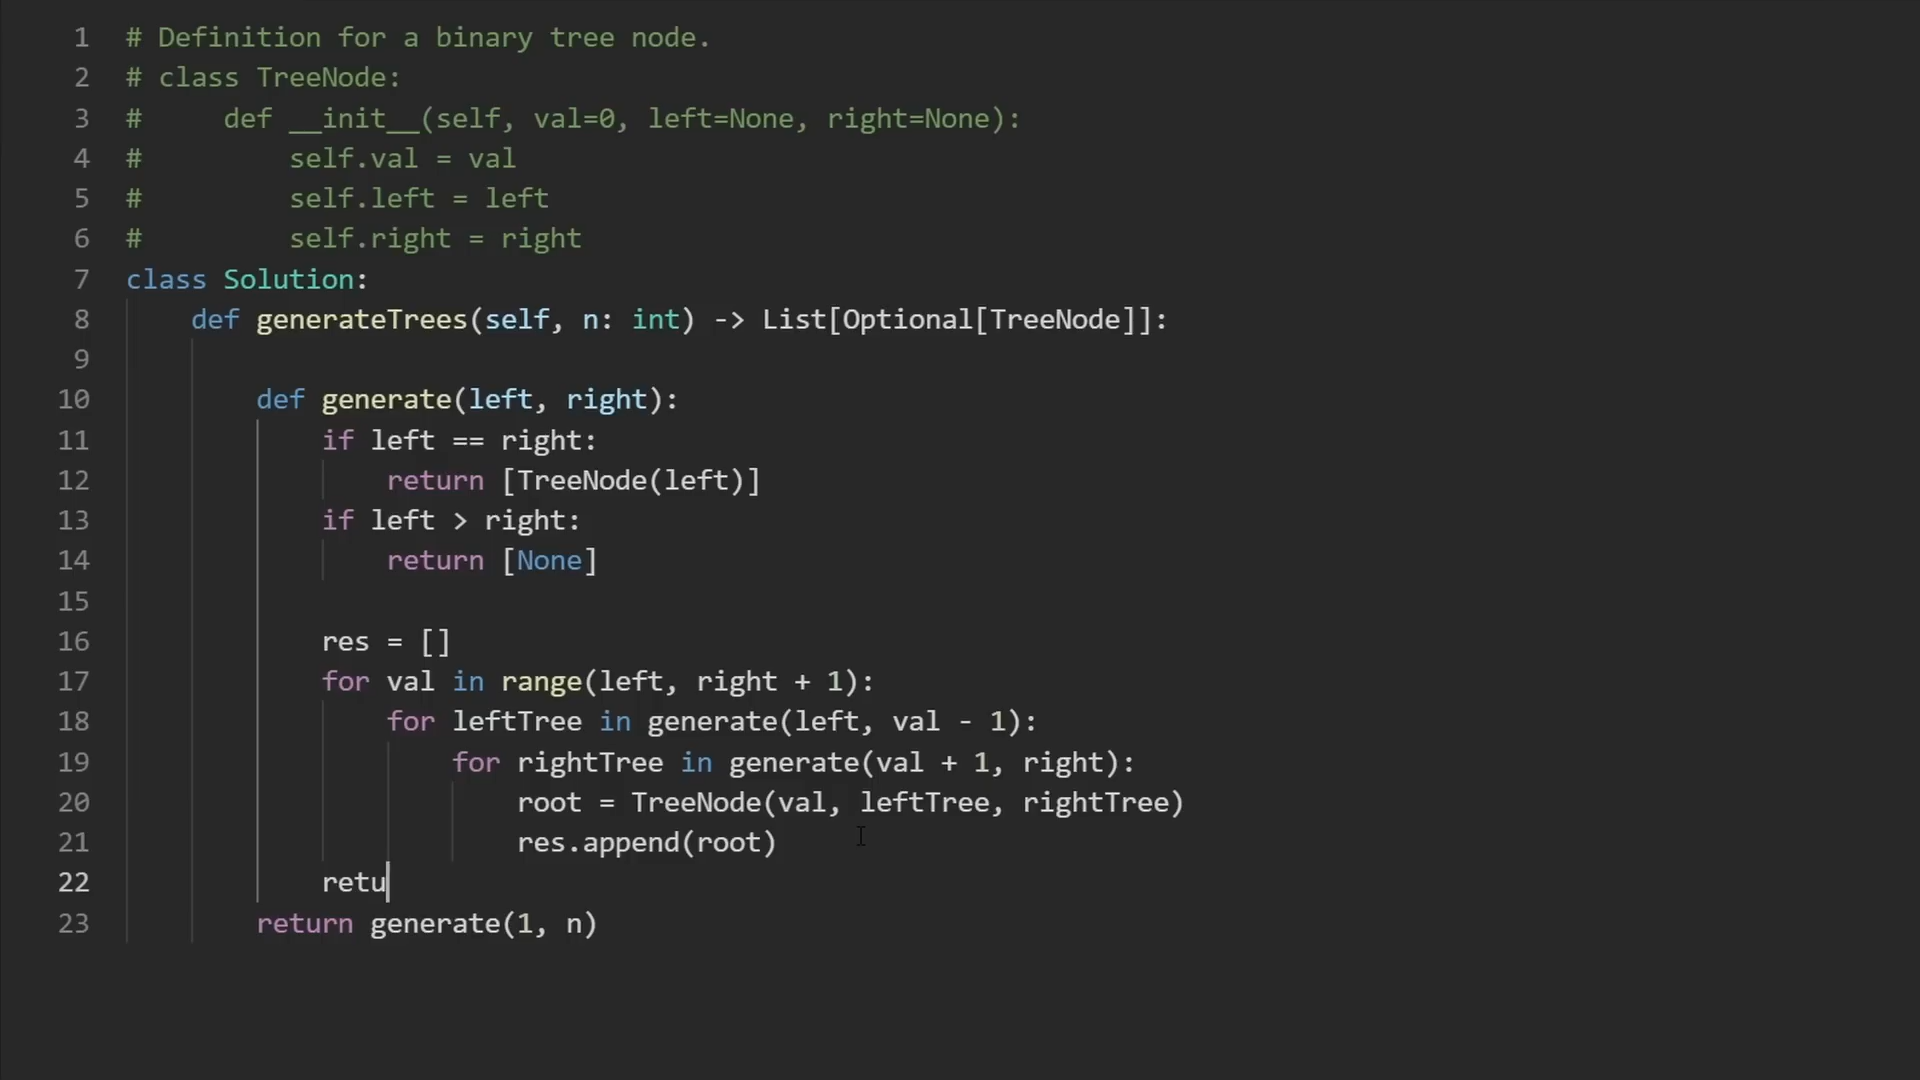 1 # Definition for a binary tree node.
2 # class TreeNode:
3 #     def __init__(self, val=0, left=None, right=None):
4 #         self.val = val
5 #         self.left = left
6 #         self.right = right
7 class Solution:
8     def generateTrees(self, n: int) -> List[Optional[TreeNode]]:
9
10         def generate(left, right):
11             if left == right:
12                 return [TreeNode(left)]
13             if left > right:
14                 return [None]
15
16             res = []
17             for val in range(left, right + 1):
18                 for leftTree in generate(left, val - 1):
19                     for rightTree in generate(val + 1, right):
20                         root = TreeNode(val, leftTree, rightTree)
21                         res.append(root)
22             retu
23         return generate(1, n)